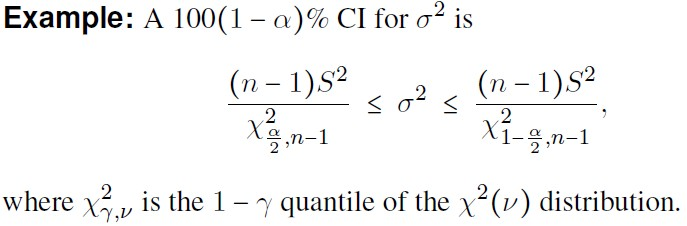 Example: A 100(1 − α)% CI for σ² is
(n − 1)S² / χ²_{α/2,n−1} ≤ σ² ≤ (n − 1)S² / χ²_{1−α/2,n−1},
where χ²_{γ,ν} is the 1 − γ quantile of the χ²(ν) distribution.